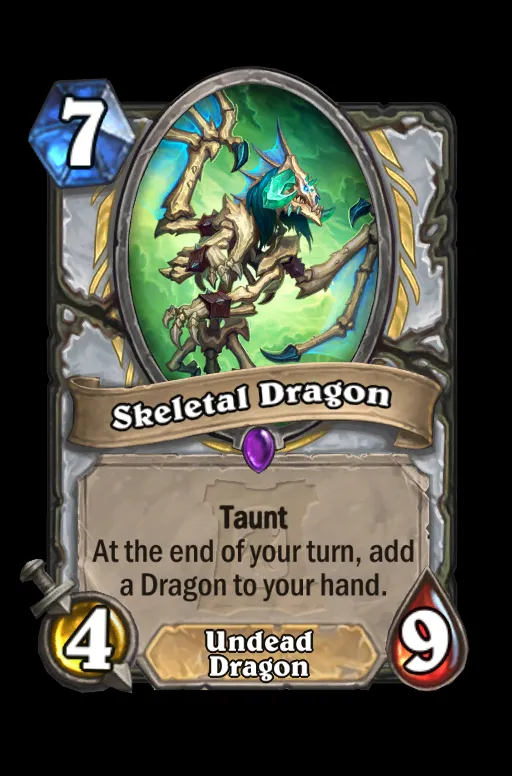 7
Skeletal Dragon
Taunt
At the end of your turn, add
a Dragon to your hand.
4
Undead
Dragon
9